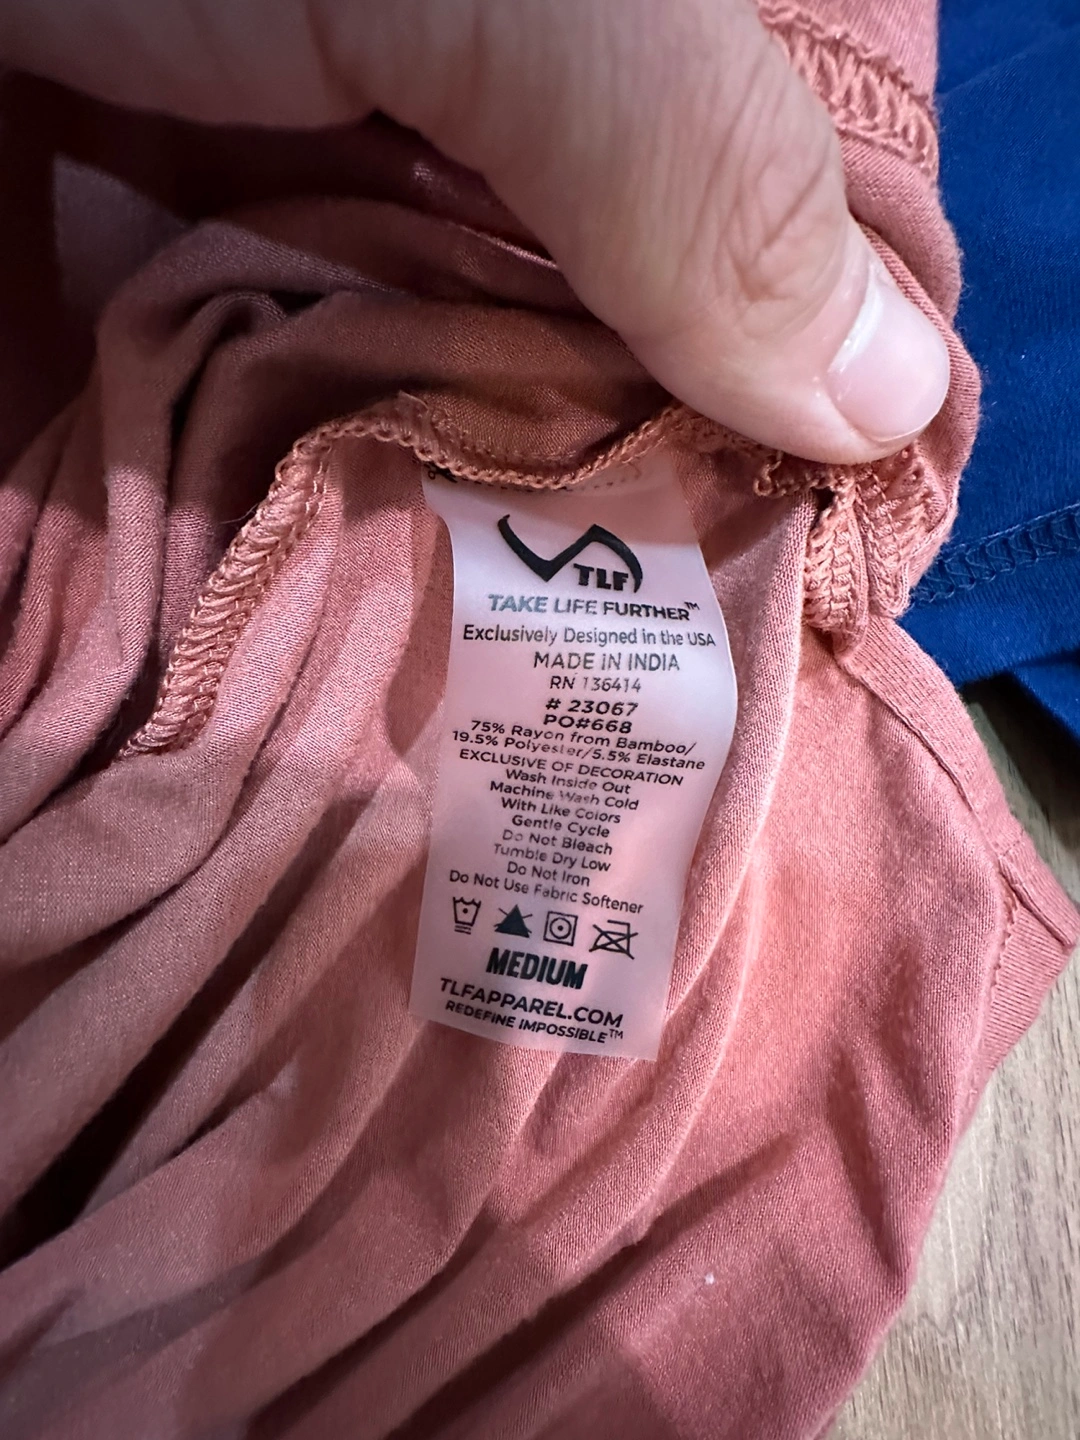 TLF
TAKE LIFE FURTHER™
Exclusively Designed in the USA
MADE IN INDIA
RN 136414
# 23067
PO#668
75% Rayon from Bamboo/
19.5% Polyester/5.5% Elastane
EXCLUSIVE OF DECORATION
Wash Inside Out
Machine Wash Cold
With Like Colors
Gentle Cycle
Do Not Bleach
Tumble Dry Low
Do Not Iron
Do Not Use Fabric Softener
MEDIUM
TLFAPPAREL.COM
REDEFINE IMPOSSIBLE™